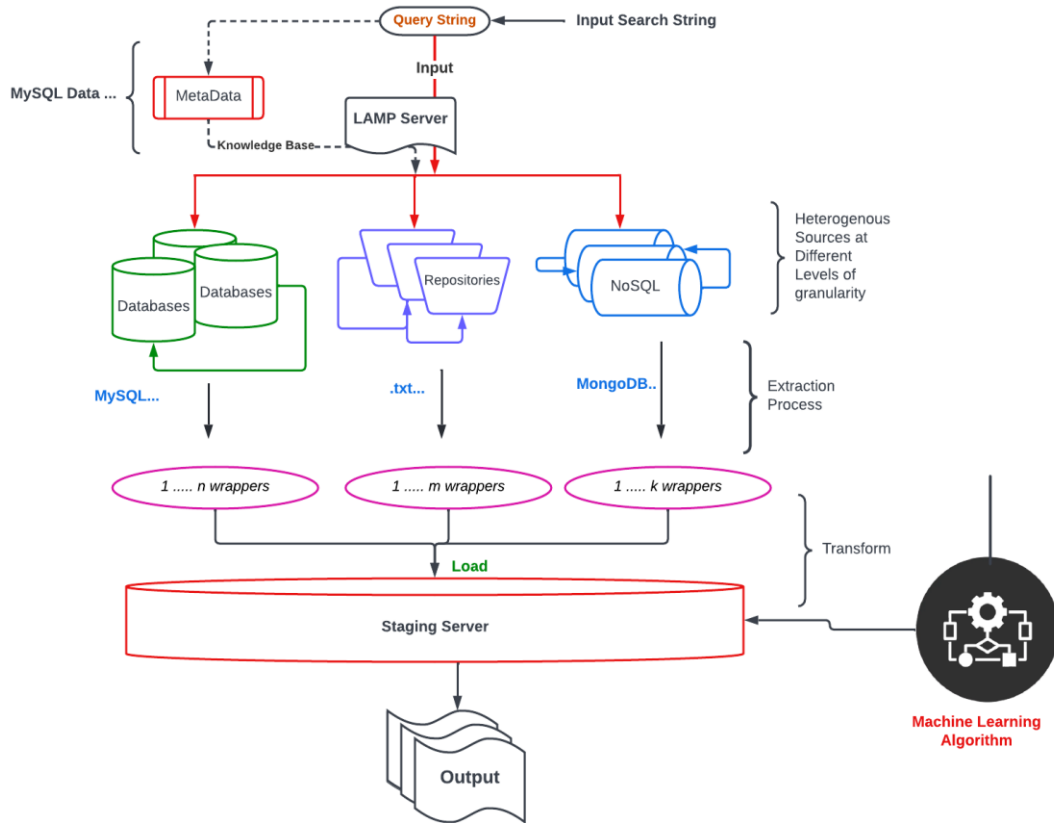 Query String
Input Search String
Input
MySQL Data ...
MetaData
LAMP Server
Knowledge Base
Heterogenous
Sources at
Different
Levels of
granularity
Databases
Databases
Repositories
NoSQL
MySQL...
.txt...
MongoDB..
Extraction
Process
1 ..... n wrappers
1 ..... m wrappers
1 ..... k wrappers
Transform
Load
Staging Server
Machine Learning
Algorithm
Output